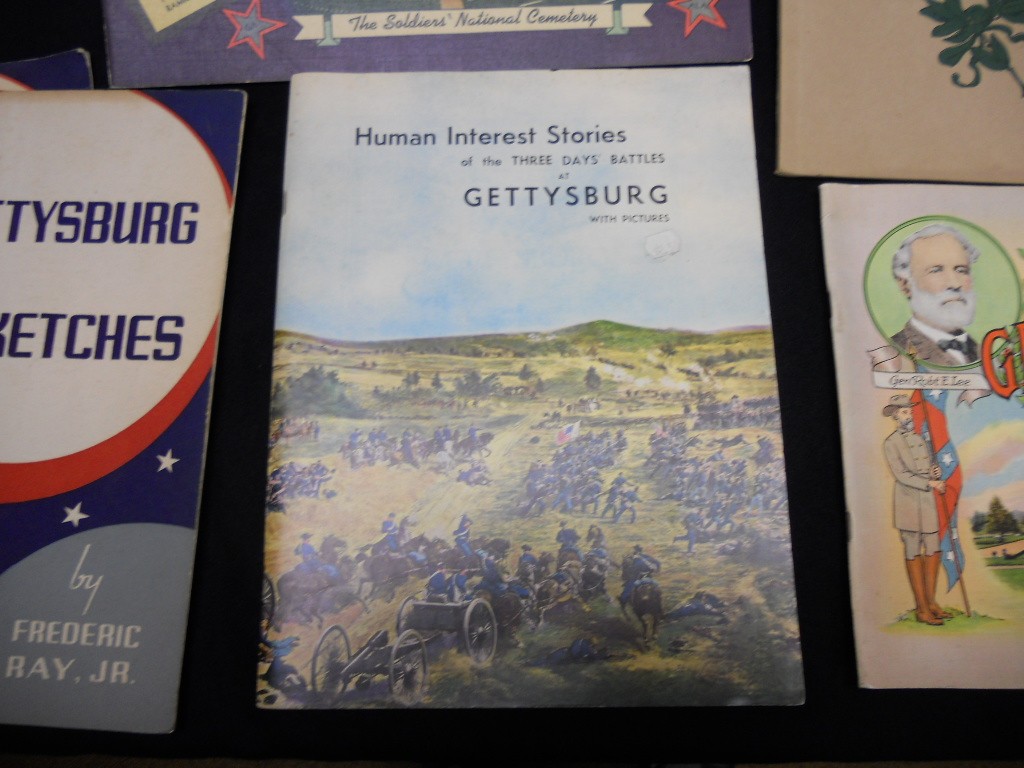 The Soldiers' National Cemetery
Human Interest Stories
of the THREE DAYS' BATTLES
AT
GETTYSBURG
WITH PICTURES
TTYSBURG
KETCHES
by
FREDERIC
RAY, JR.
Gen. Robt. E. Lee